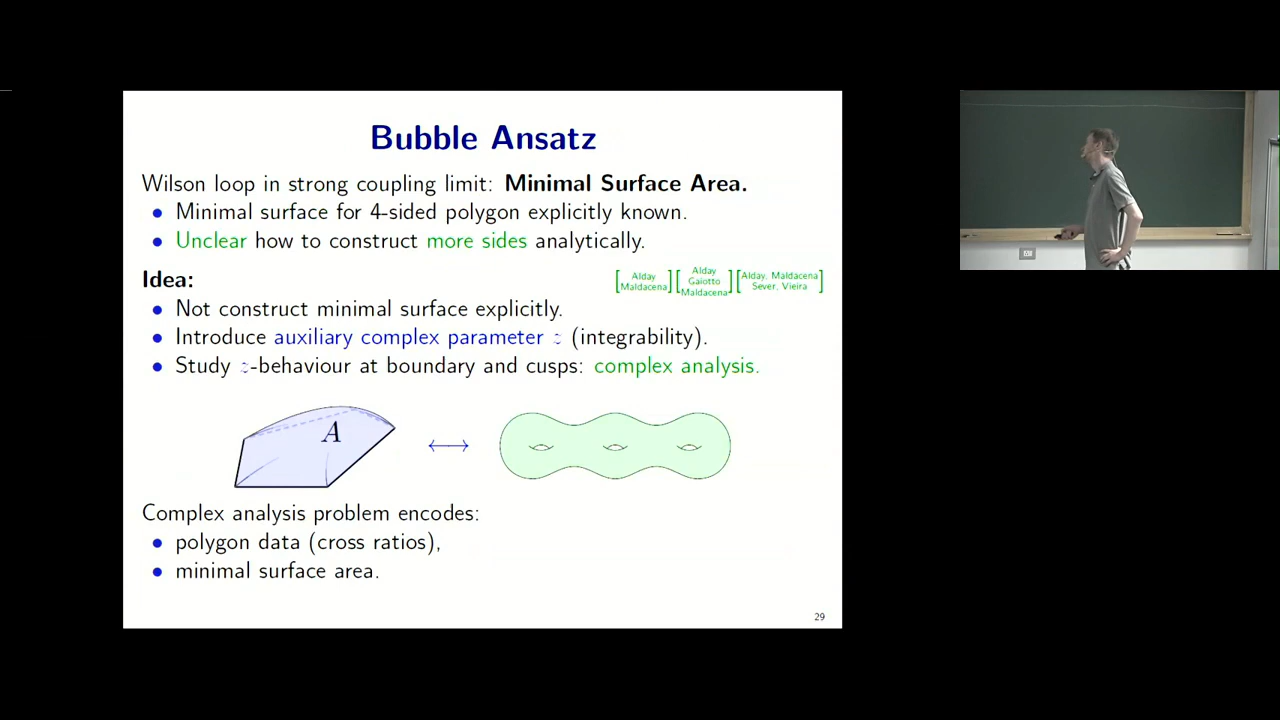 Bubble Ansatz
Wilson loop in strong coupling limit: Minimal Surface Area.
• Minimal surface for 4-sided polygon explicitly known.
• Unclear how to construct more sides analytically.
Idea:
[Alday Maldacena] [Alday Gaiotto Maldacena] [Alday, Maldacena Sever, Vieira]
• Not construct minimal surface explicitly.
• Introduce auxiliary complex parameter z (integrability).
• Study z-behaviour at boundary and cusps: complex analysis.
A
Complex analysis problem encodes:
• polygon data (cross ratios),
• minimal surface area.
29